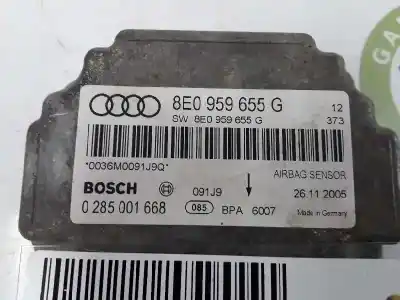 8E0 959 655 G
12
SW 8E0 959 655 G
373
*0036M0091J9Q*
AIRBAG SENSOR
BOSCH
091J9
26.11.2005
0 285 001 668
085
BPA 6007
Made in Germany
GA